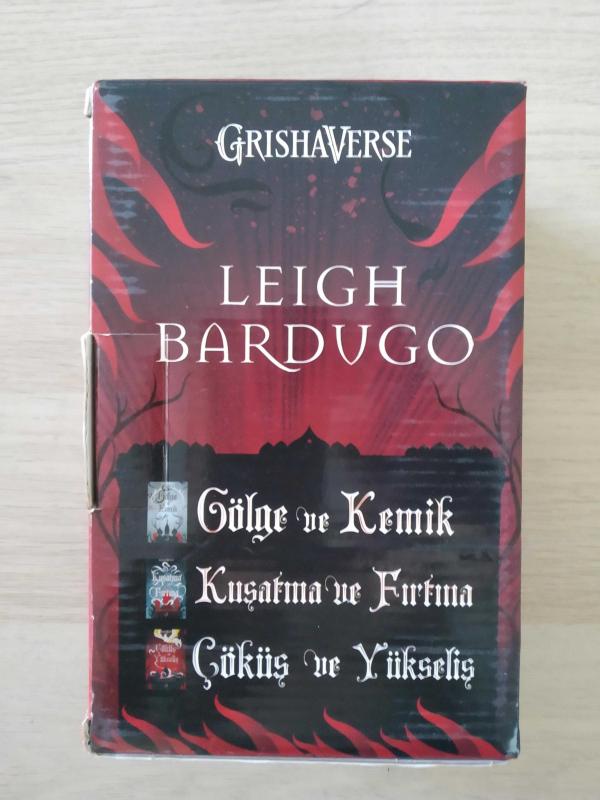 GRISHAVERSE
LEIGH
BARDUGO
Gölge ve Kemik
Kuşatma ve Fırtına
Çöküş ve Yükseliş